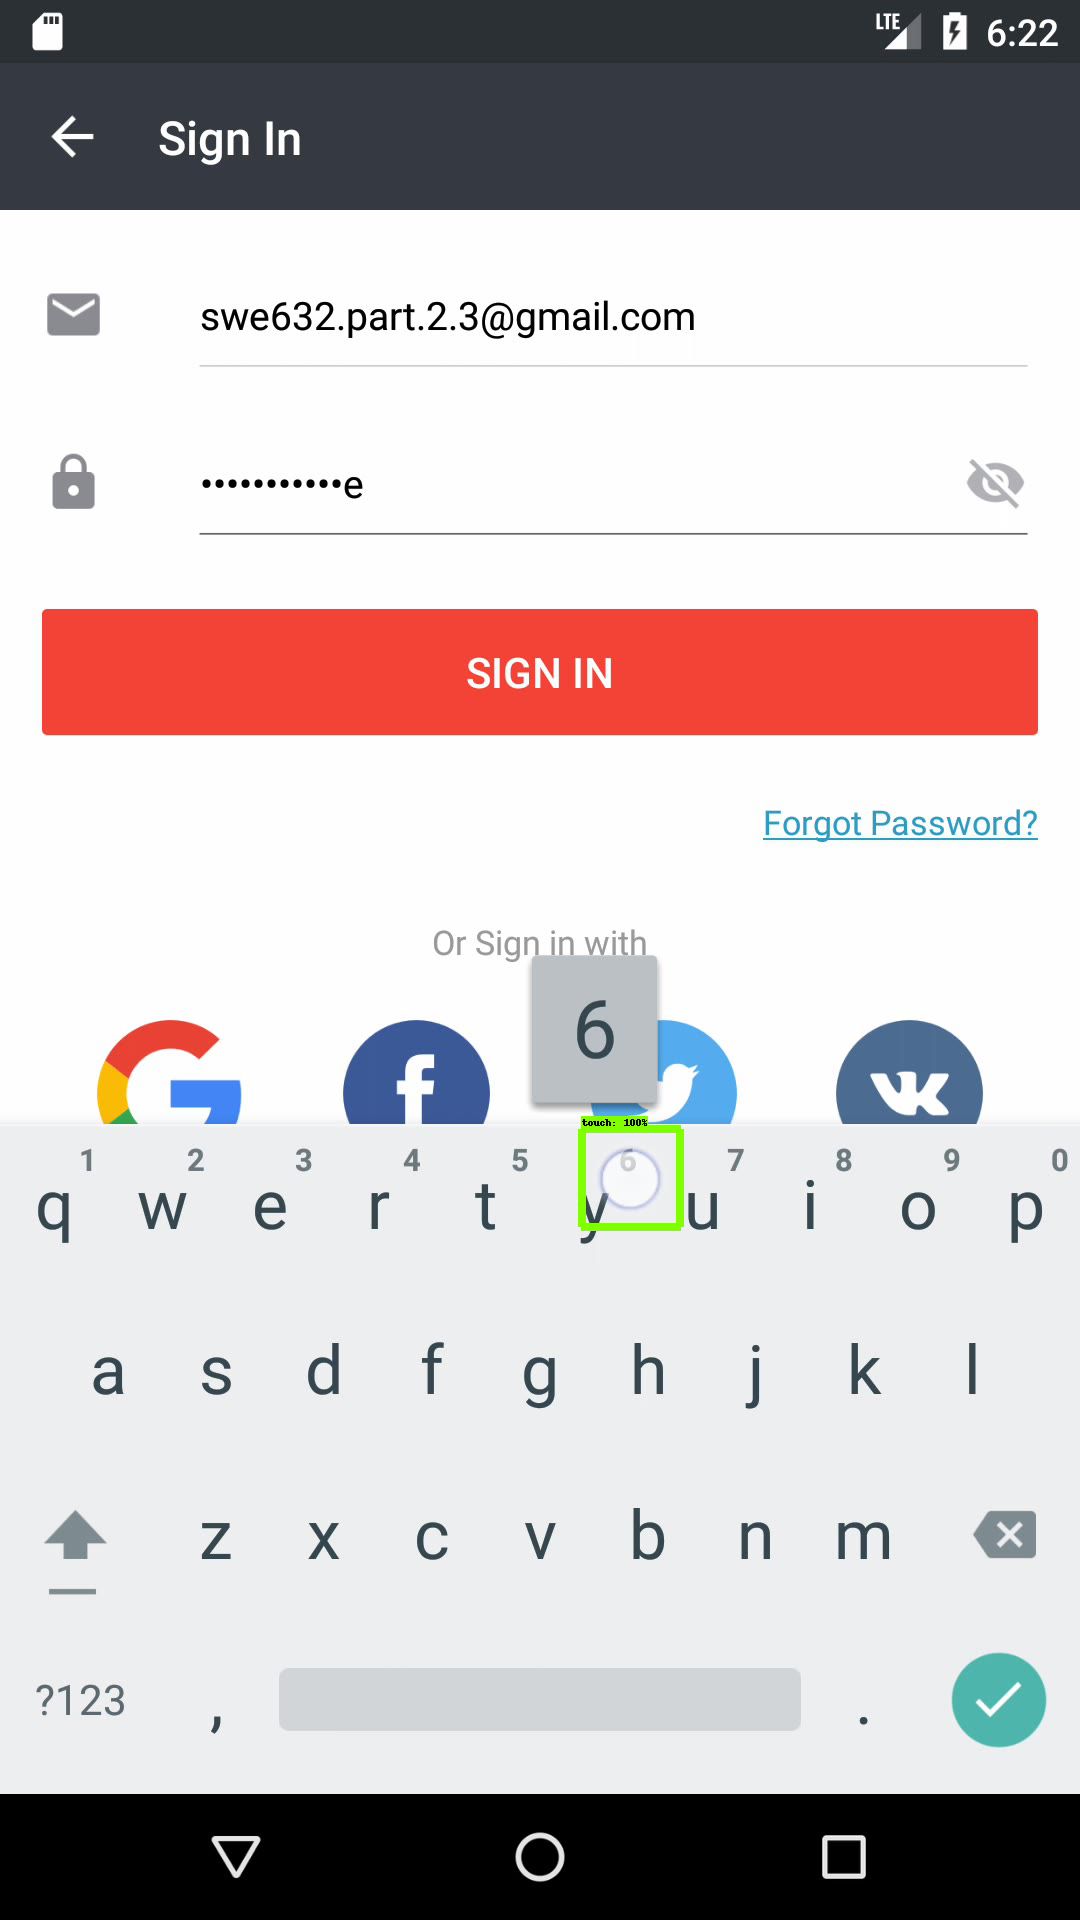 LTE 6:22
Sign In
swe632.part.2.3@gmail.com
•••••••••••e
SIGN IN
Forgot Password?
Or Sign in with
6
touch: 100%
1 2 3 4 5 6 7 8 9 0
q w e r t y u i o p
a s d f g h j k l
z x c v b n m
?123 , .